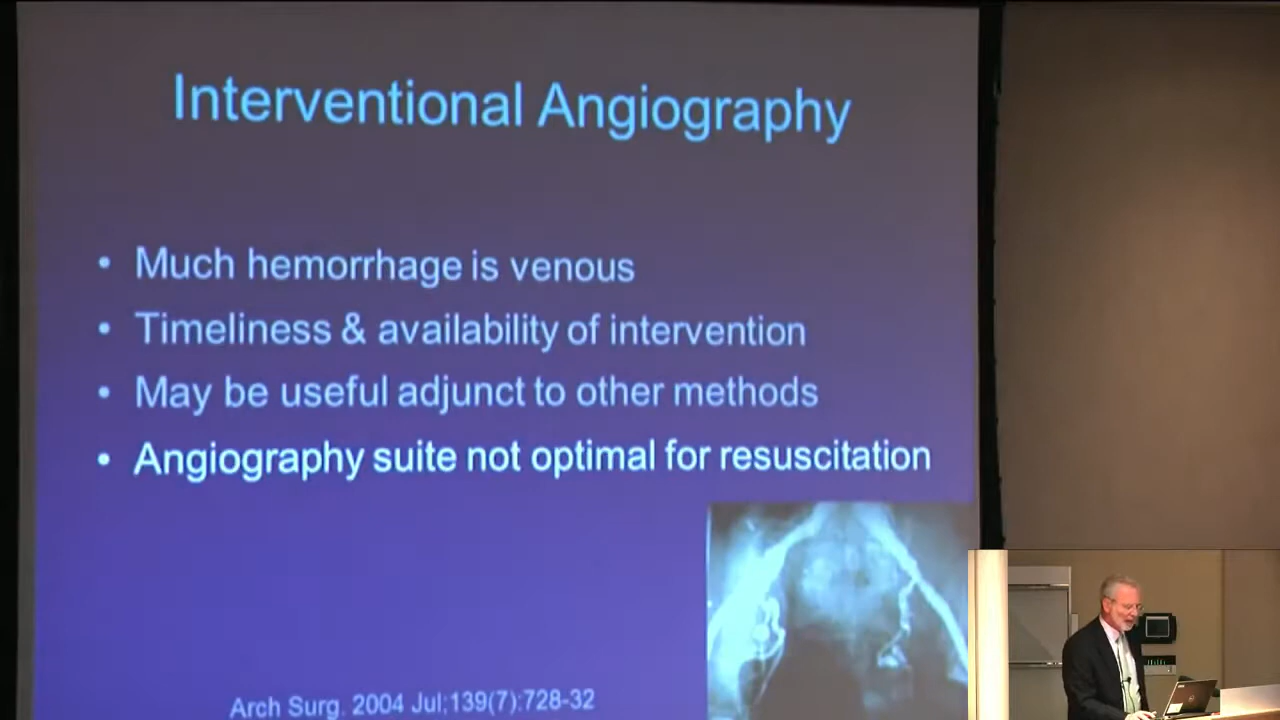 Interventional Angiography
• Much hemorrhage is venous
• Timeliness & availability of intervention
• May be useful adjunct to other methods
• Angiography suite not optimal for resuscitation
Arch Surg. 2004 Jul;139(7):728-32